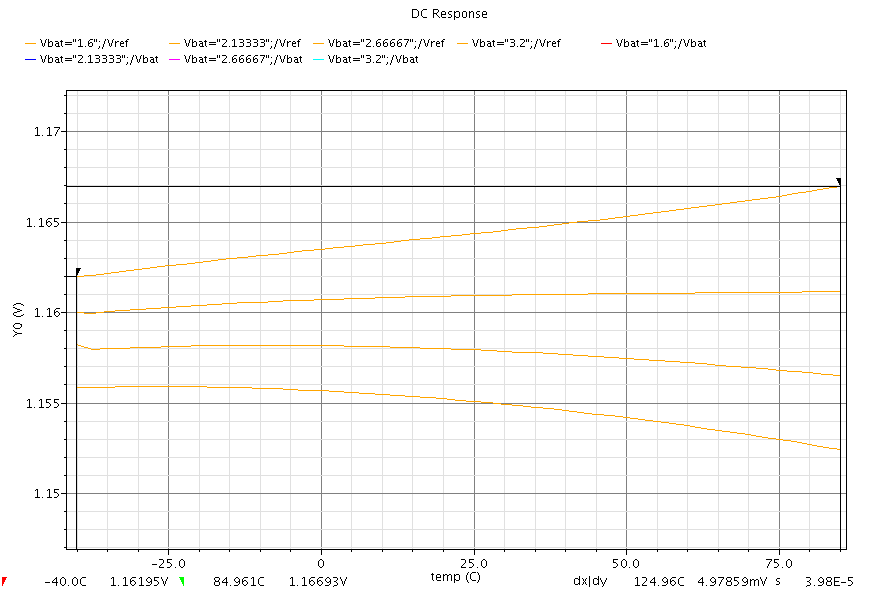 DC Response
Vbat="1.6";/Vref Vbat="2.13333";/Vref Vbat="2.66667";/Vref Vbat="3.2";/Vref Vbat="1.6";/Vbat
Vbat="2.13333";/Vbat Vbat="2.66667";/Vbat Vbat="3.2";/Vbat
1.17
1.165
1.16
1.155
1.15
Y0 (V)
-25.0 0 25.0 50.0 75.0
temp (C)
-40.0C 1.16195V 84.961C 1.16693V dx|dy 124.96C 4.97859mV s 3.98E-5